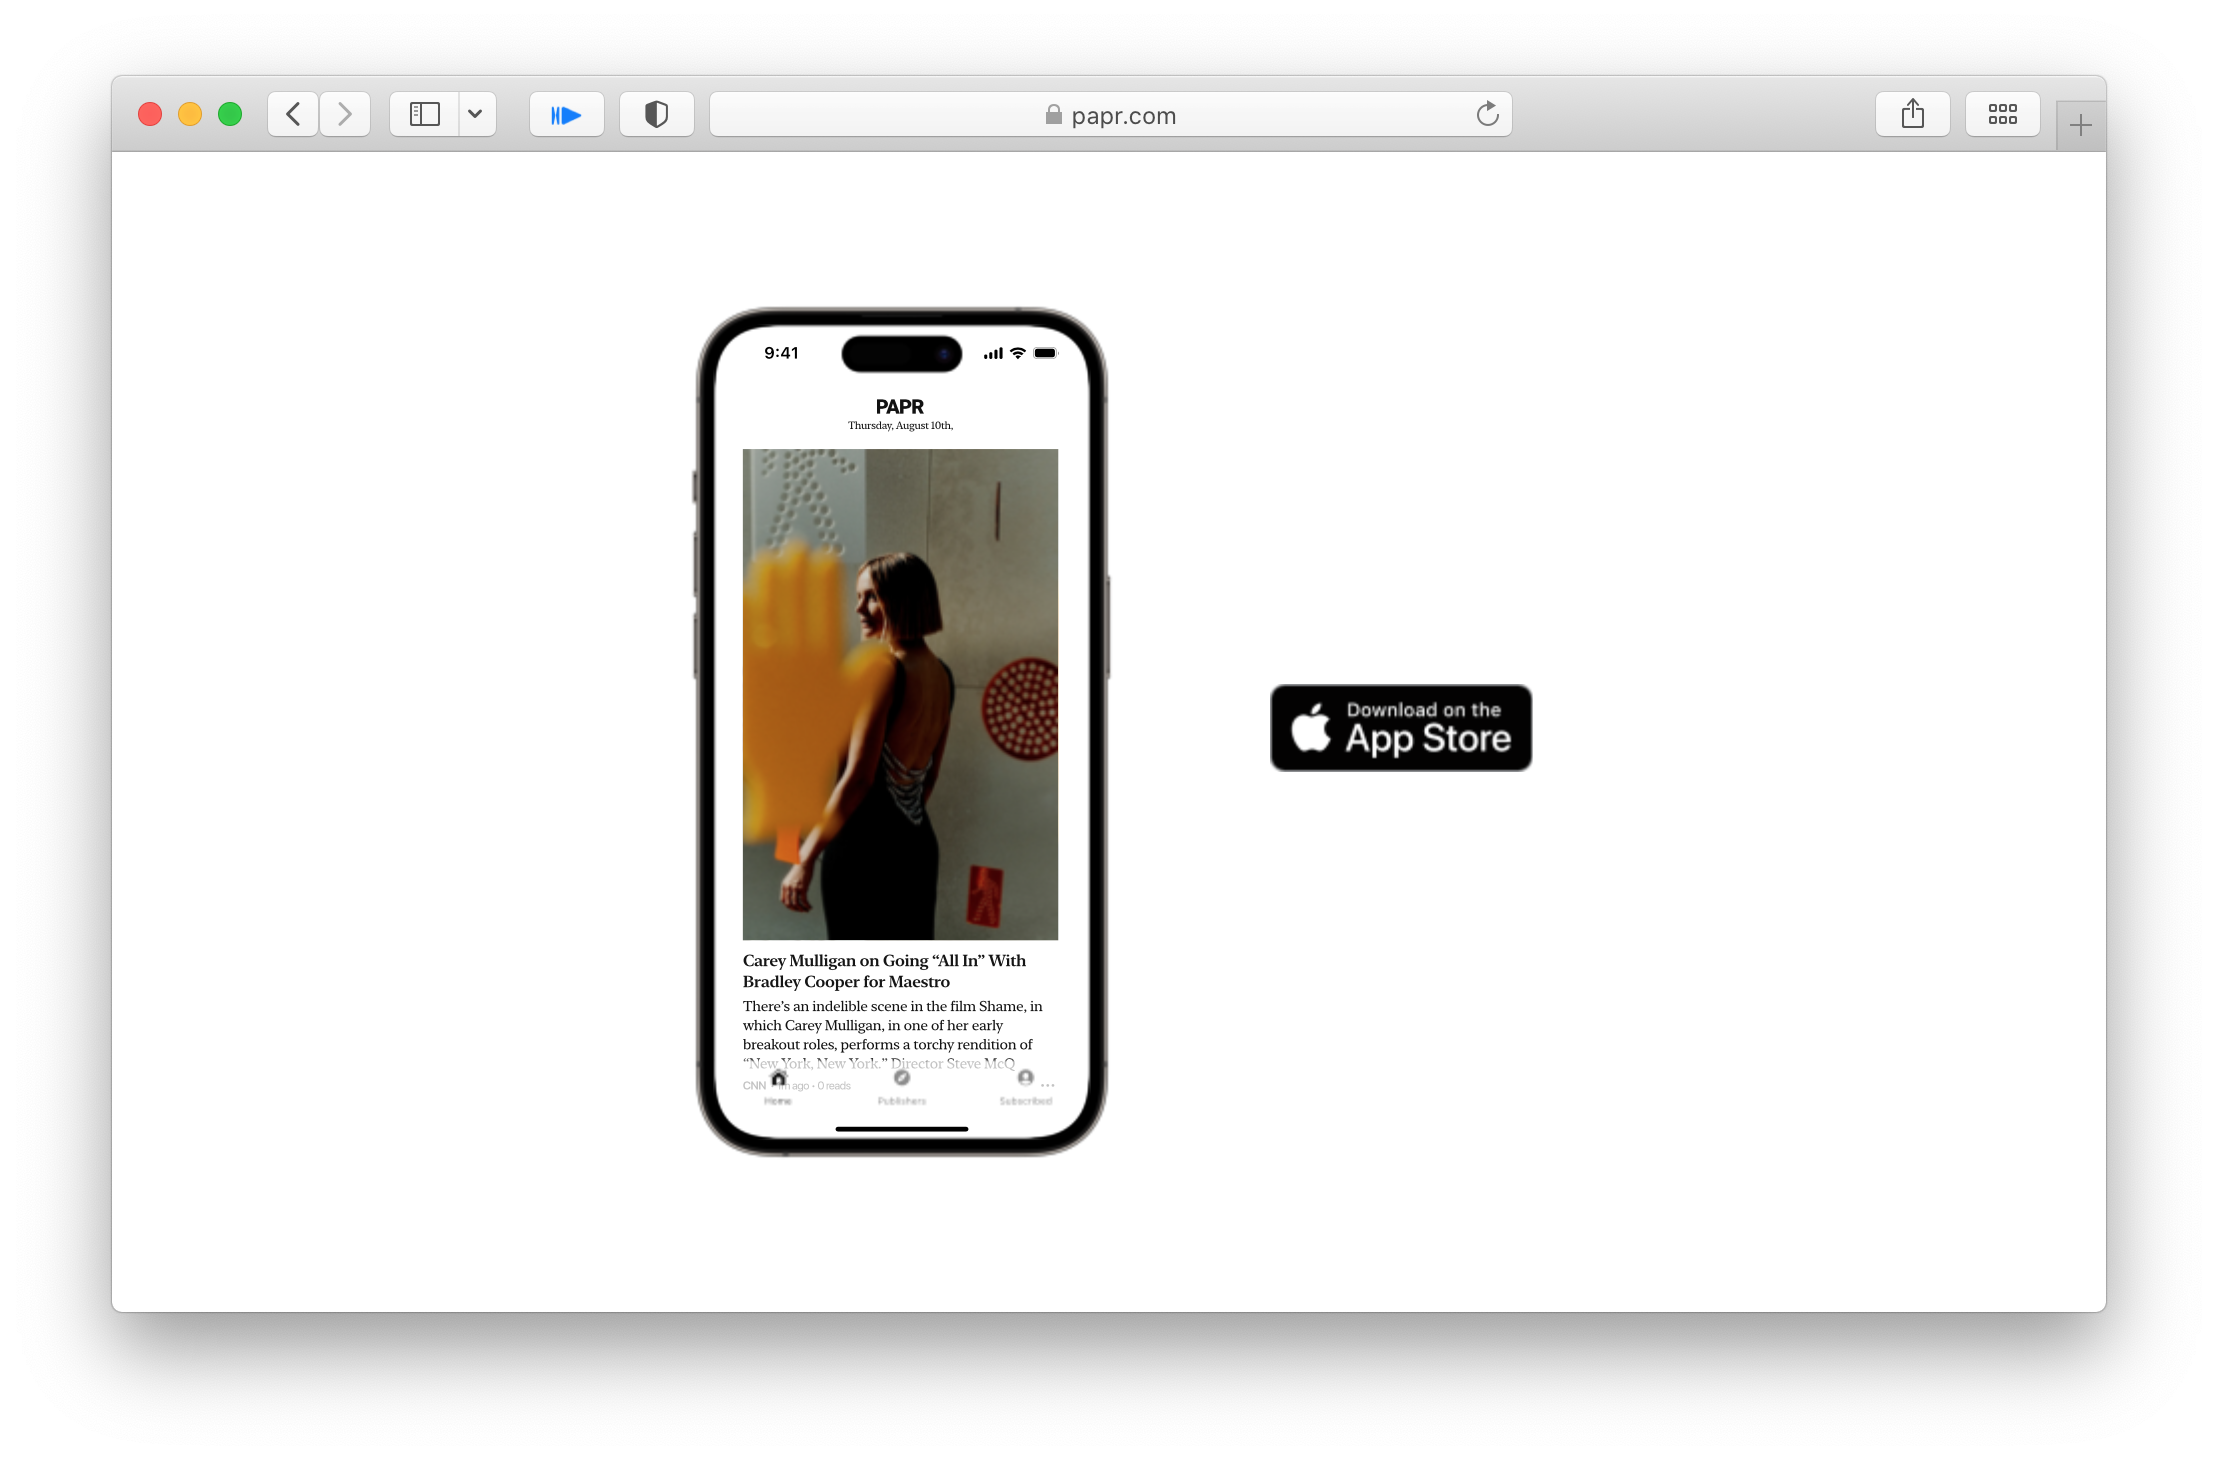 papr.com
9:41
PAPR
Thursday, August 10th,
Carey Mulligan on Going “All In” With
Bradley Cooper for Maestro
There’s an indelible scene in the film Shame, in
which Carey Mulligan, in one of her early
breakout roles, performs a torchy rendition of
“New York, New York.” Director Steve McQ
CNN ago • 0 reads
Home Publishers Subscribed
Download on the
App Store